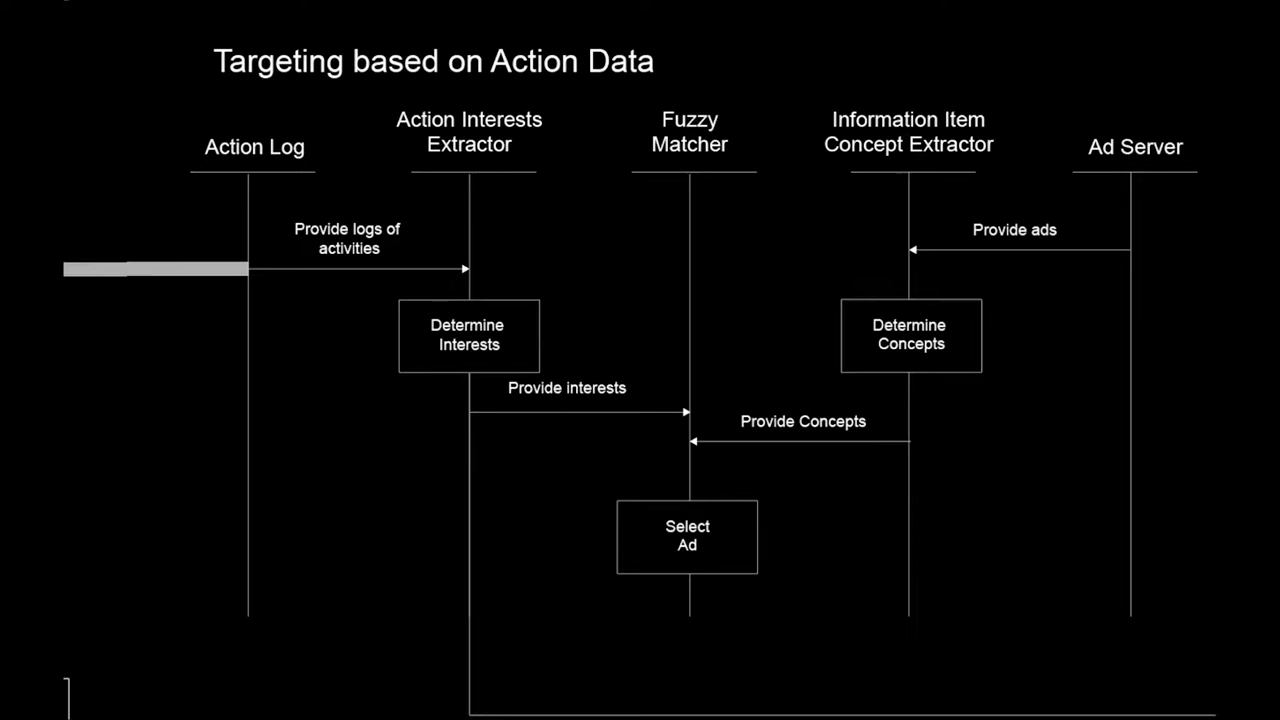 Targeting based on Action Data
Action Log
Action Interests
Extractor
Fuzzy
Matcher
Information Item
Concept Extractor
Ad Server
Provide logs of
activities
Provide ads
Determine
Interests
Determine
Concepts
Provide interests
Provide Concepts
Select
Ad